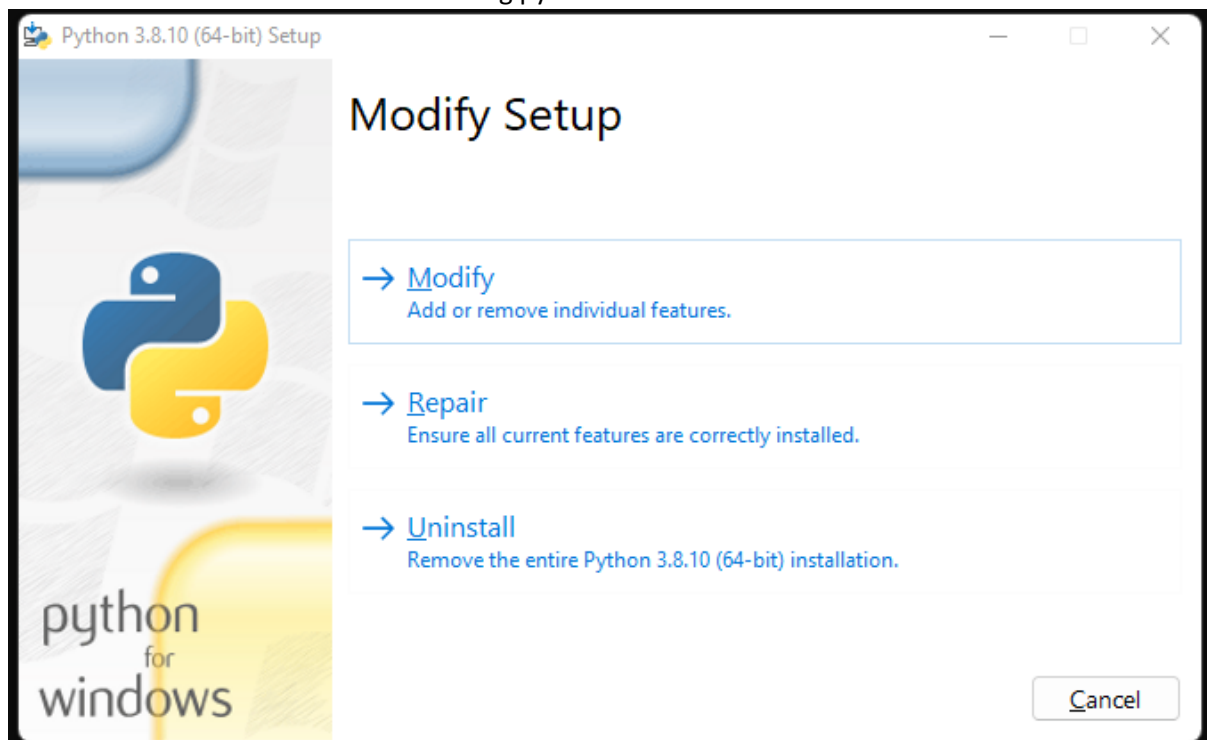 Python 3.8.10 (64-bit) Setup
Modify Setup
Modify
Add or remove individual features.
Repair
Ensure all current features are correctly installed.
Uninstall
Remove the entire Python 3.8.10 (64-bit) installation.
python
for
windows
Cancel